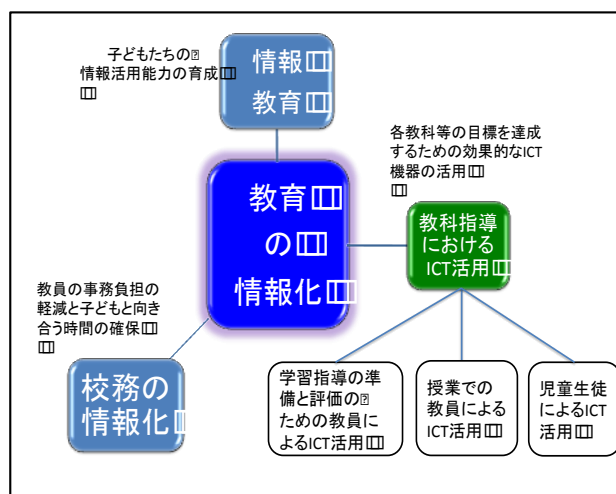 子どもたちの
情報活用能力の育成
情報
教育
各教科等の目標を達成
するための効果的なICT
機器の活用
教育
の
情報化
教科指導
における
ICT活用
教員の事務負担の
軽減と子どもと向き
合う時間の確保
校務の
情報化
学習指導の準
備と評価の
ための教員に
よるICT活用
授業での
教員による
ICT活用
児童生徒
によるICT
活用